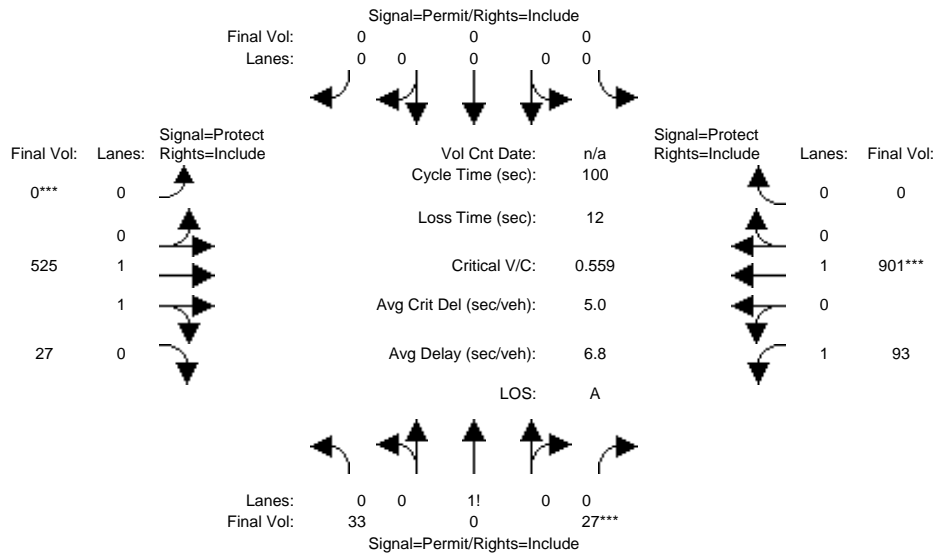 Signal=Permit/Rights=Include
Final Vol: 0 0 0
Lanes: 0 0 0 0 0
Signal=Protect
Final Vol: Lanes: Rights=Include
Vol Cnt Date: n/a
Signal=Protect
Rights=Include Lanes: Final Vol:
Cycle Time (sec): 100
0*** 0
0 0
Loss Time (sec): 12
0
0
525 1
Critical V/C: 0.559
1 901***
1
Avg Crit Del (sec/veh): 5.0
0
27 0
Avg Delay (sec/veh): 6.8
1 93
LOS: A
Lanes: 0 0 1! 0 0
Final Vol: 33 0 27***
Signal=Permit/Rights=Include